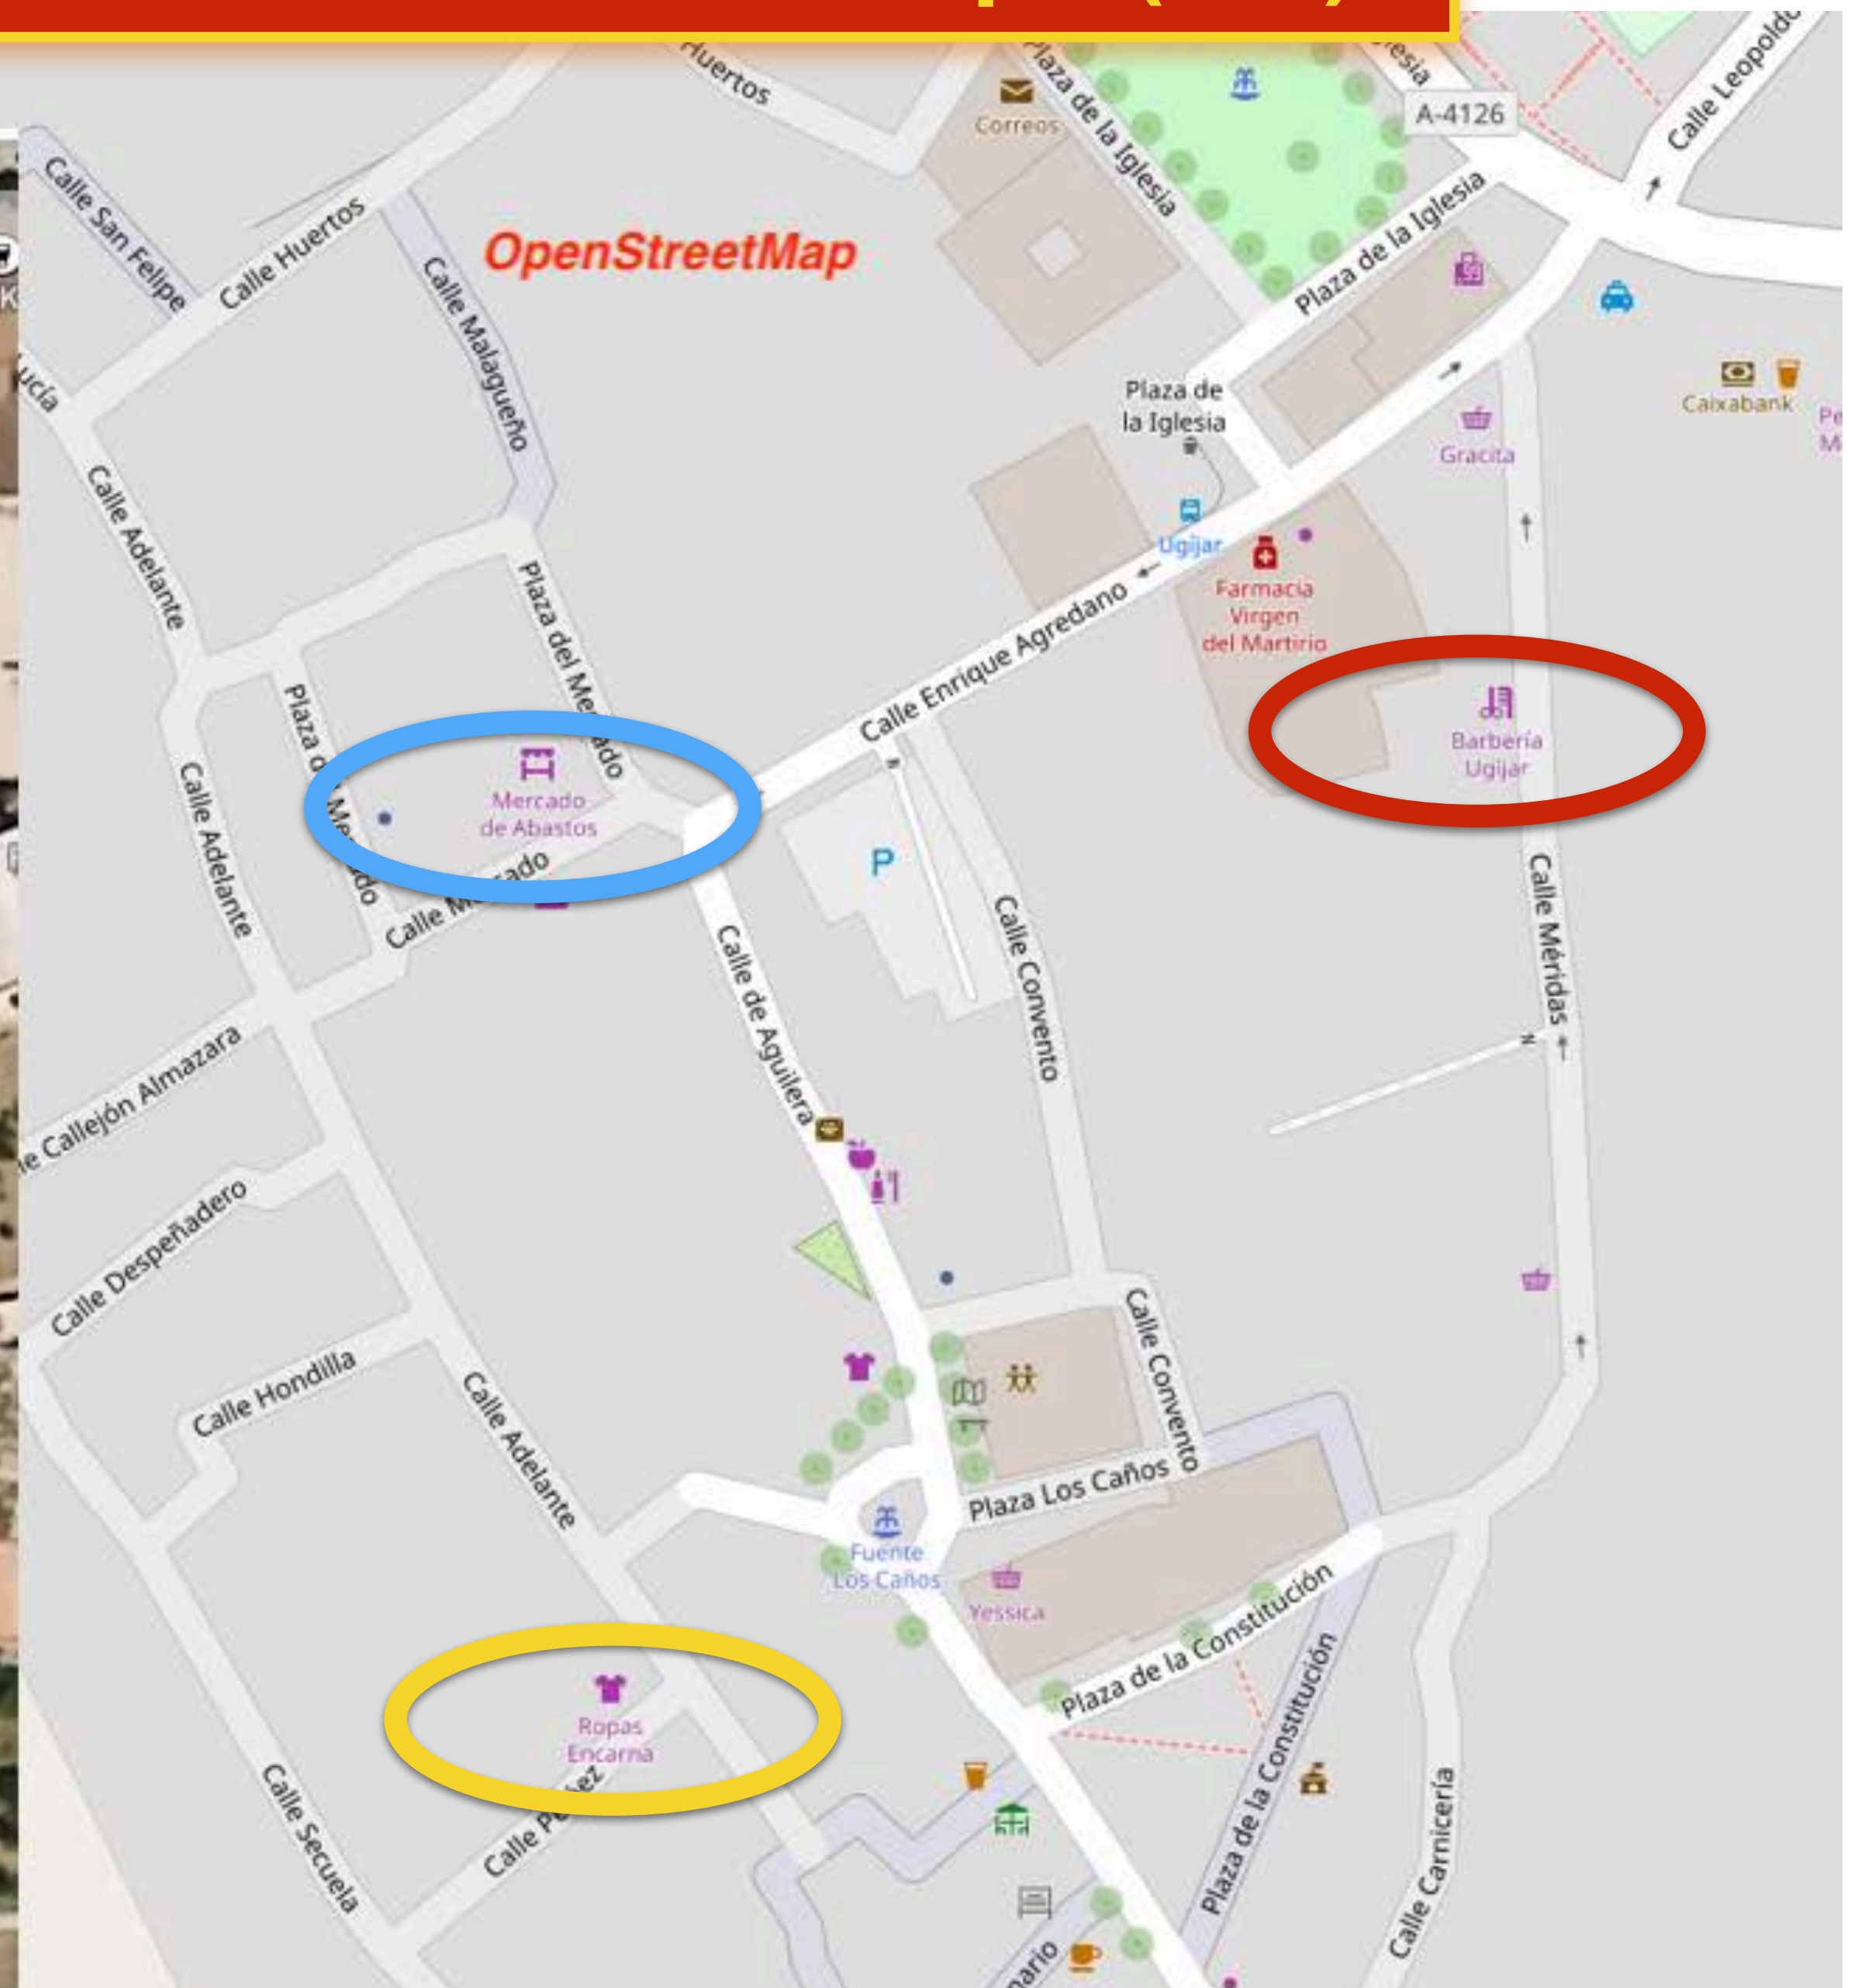 Huertos
Plaza de la Iglesia
Correos
A-4126
Calle San Felipe
Calle Huertos
OpenStreetMap
Calle Malagueño
Plaza de la Iglesia
Plaza de
la Iglesia
Caixabank
Gracita
Ugíjar
Farmacia
Virgen
del Martirio
Calle Adelante
Plaza del Mercado
Calle Enrique Agredano
Barbería
Ugíjar
Mercado
de Abastos
P
Calle Adelante
Calle Mercado
Calle de Aguilera
Calle Convento
Calle Méridas
Callejón Almazara
Calle Despeñadero
Calle Hondilla
Calle Adelante
Calle Convento
Plaza Los Caños
Fuente
Los Caños
Yessica
Plaza de la Constitución
Ropas
Encarna
Calle Secuela
Plaza de la Constitución
Calle Carnicería